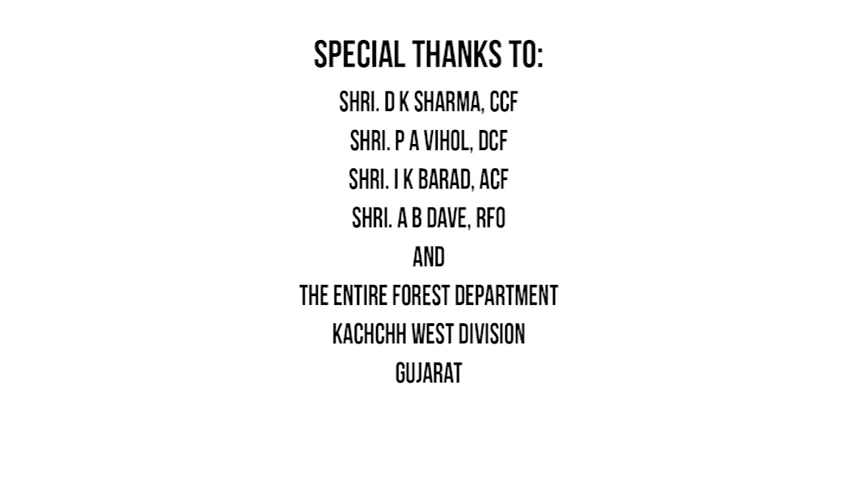 SPECIAL THANKS TO:
SHRI. D K SHARMA, CCF
SHRI. P A VIHOL, DCF
SHRI. I K BARAD, ACF
SHRI. A B DAVE, RFO
AND
THE ENTIRE FOREST DEPARTMENT
KACHCHH WEST DIVISION
GUJARAT